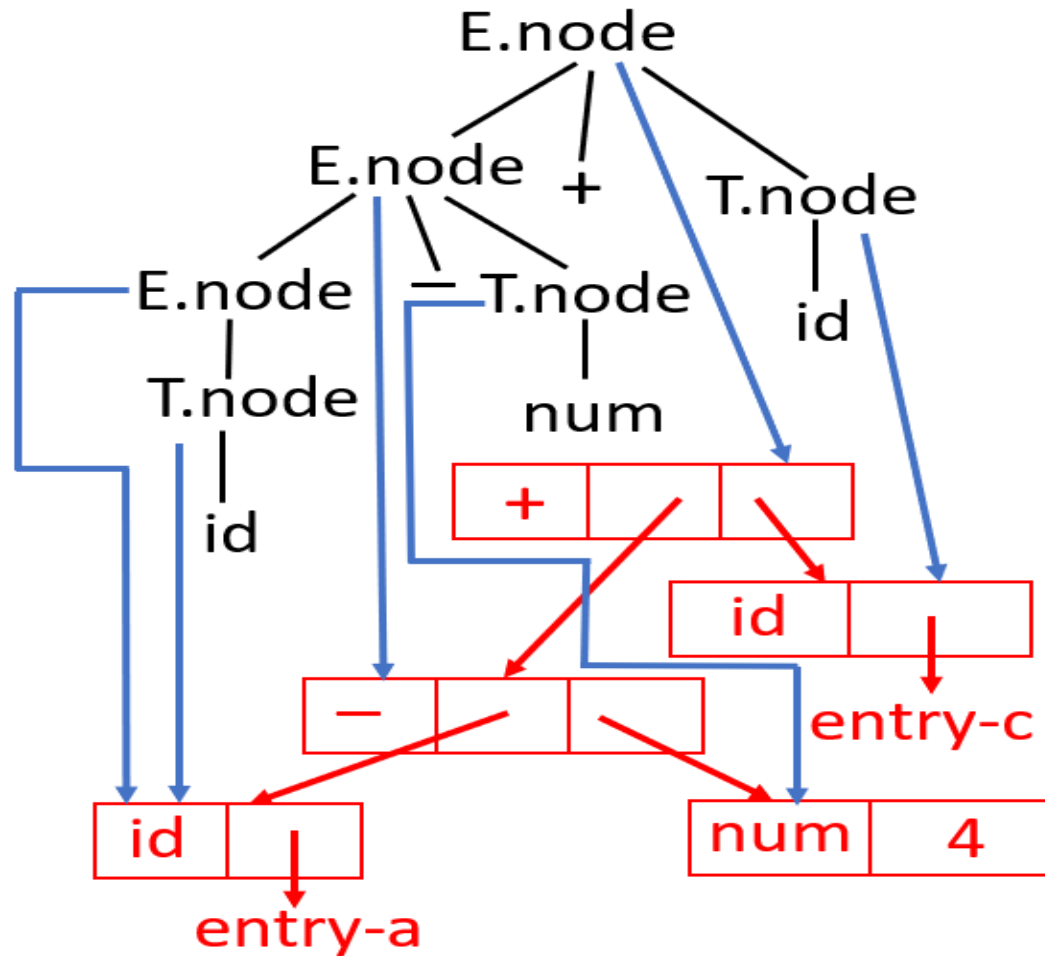 E.node
E.node + T.node
E.node – T.node id
T.node num
id
+
id
– entry-c
id num 4
entry-a